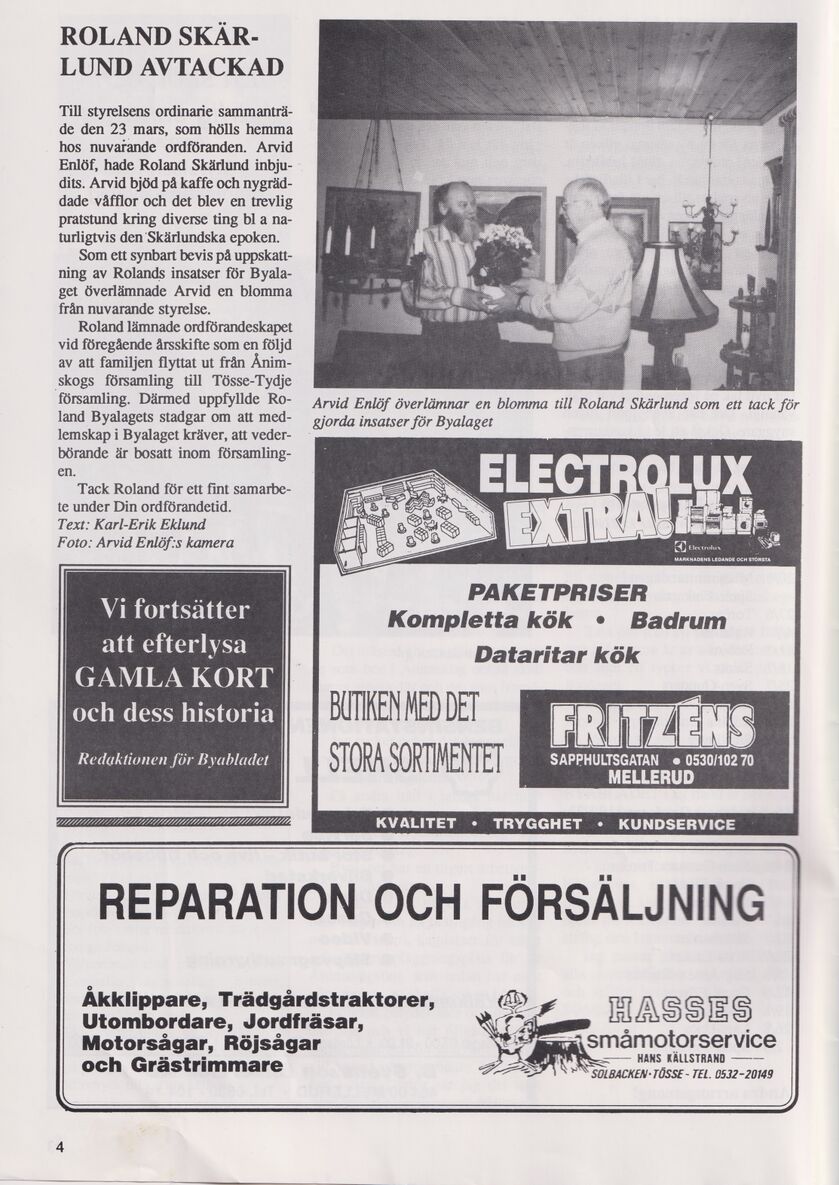 ROLAND SKÄR-
LUND AVTACKAD
Till styrelsens ordinarie sammanträ-
de den 23 mars, som hölls hemma
hos nuvarande ordföranden. Arvid
Enlöf, hade Roland Skärlund inbju-
dits. Arvid bjöd på kaffe och nygräd-
dade våfflor och det blev en trevlig
pratstund kring diverse ting bl a na-
turligtvis den Skärlundska epoken.
Som ett synbart bevis på uppskatt-
ning av Rolands insatser för Byala-
get överlämnade Arvid en blomma
från nuvarande styrelse.
Roland lämnade ordförandeskapet
vid föregående årsskifte som en följd
av att familjen flyttat ut från Ånim-
skogs församling till Tösse-Tydje
församling. Därmed uppfyllde Ro-
land Byalagets stadgar om att med-
lemskap i Byalaget kräver, att veder-
börande är bosatt inom församling-
en.
Tack Roland för ett fint samarbe-
te under Din ordförandetid.
Text: Karl-Erik Eklund
Foto: Arvid Enlöf:s kamera
Arvid Enlöf överlämnar en blomma till Roland Skärlund som ett tack för
gjorda insatser för Byalaget
Vi fortsätter
att efterlysa
GAMLA KORT
och dess historia
Redaktionen för Byabladet
ELECTROLUX
EXTRA!
Electrolux
MARKNADENS LEDANDE OCH STÖRSTA
PAKETPRISER
Kompletta kök • Badrum
Dataritar kök
BUTIKEN MED DET
STORA SORTIMENTET
FRITZÉNS
SAPPHULTSGATAN • 0530/102 70
MELLERUD
KVALITET • TRYGGHET • KUNDSERVICE
REPARATION OCH FÖRSÄLJNING
Åkklippare, Trädgårdstraktorer,
Utombordare, Jordfräsar,
Motorsågar, Röjsågar
och Grästrimmare
HASSES
småmotorservice
HANS KÄLLSTRAND
SOLBACKEN · TÖSSE - TEL. 0532-20149
4